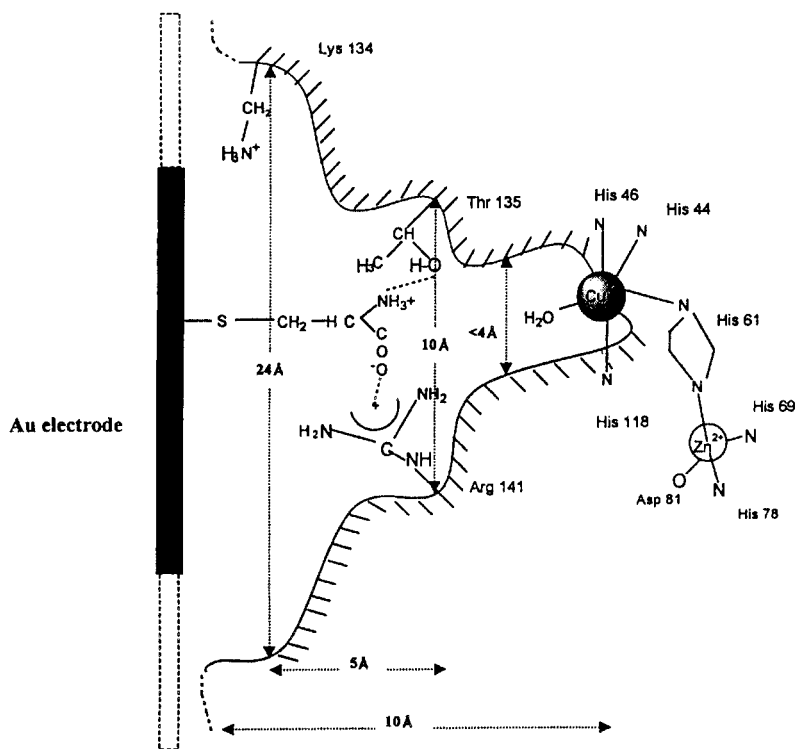 Lys 134
CH2
H3N+
His 46
His 44
Thr 135
N
N
CH
H3C
H-O
NH3+
Cu
N
H2O
S
CH2
H C
<4Å
His 61
10Å
24Å
C
O
O
-
+
N
NH2
N
Au electrode
His 118
His 69
H2N
N
C
NH
Zn2+
Arg 141
O
N
Asp 81
His 78
5Å
10Å